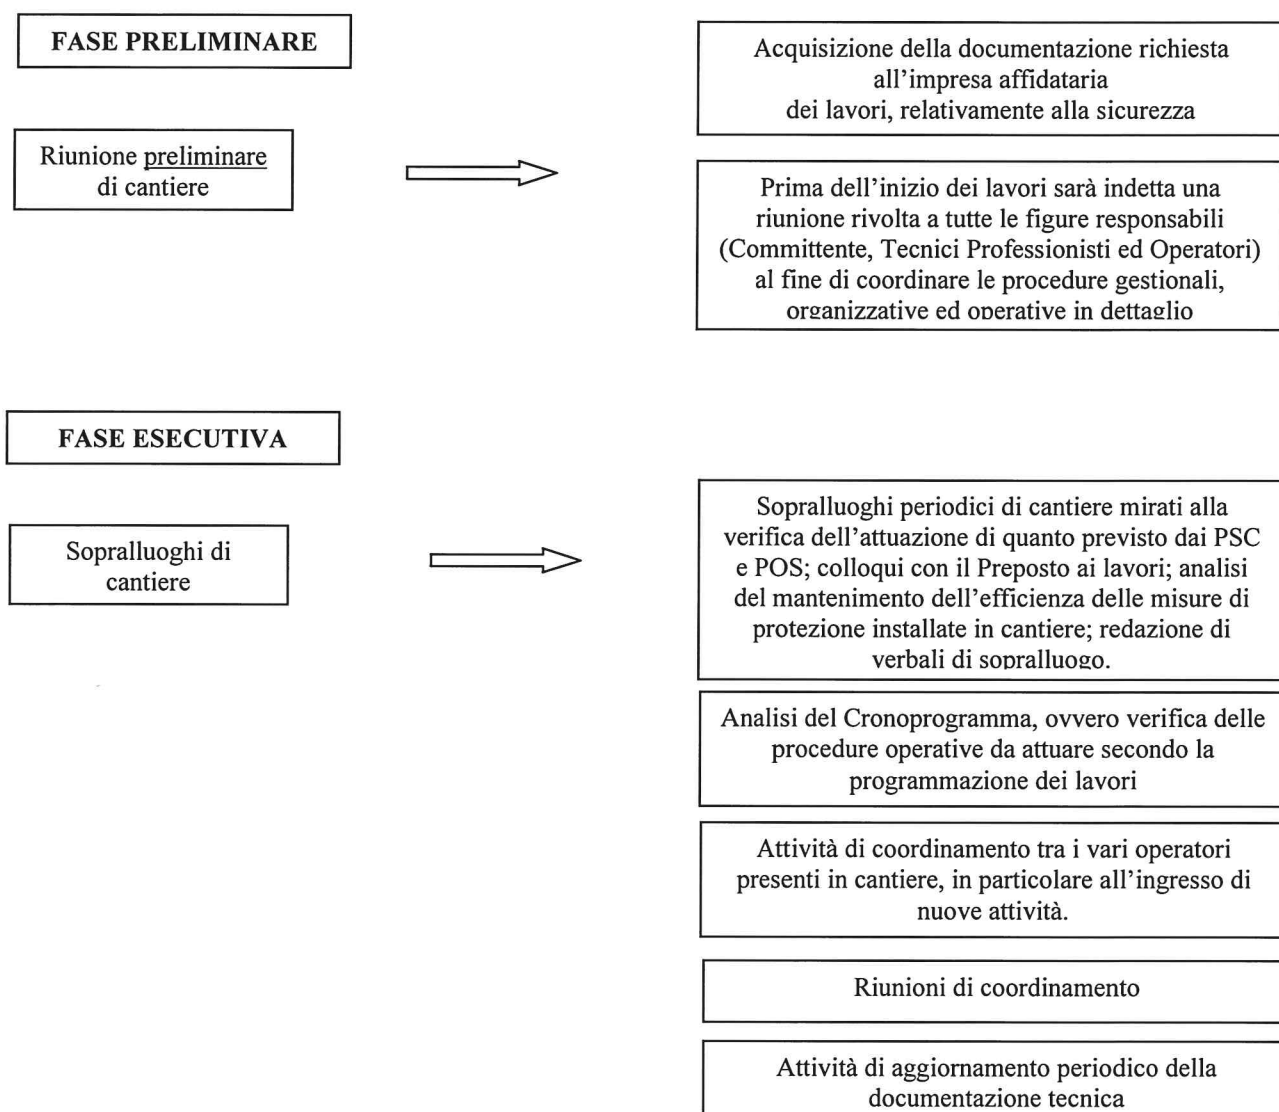 FASE PRELIMINARE
Riunione preliminare
di cantiere
Acquisizione della documentazione richiesta
all'impresa affidataria
dei lavori, relativamente alla sicurezza
Prima dell'inizio dei lavori sarà indetta una
riunione rivolta a tutte le figure responsabili
(Committente, Tecnici Professionisti ed Operatori)
al fine di coordinare le procedure gestionali,
organizzative ed operative in dettaglio
FASE ESECUTIVA
Sopralluoghi di
cantiere
Sopralluoghi periodici di cantiere mirati alla
verifica dell'attuazione di quanto previsto dai PSC
e POS; colloqui con il Preposto ai lavori; analisi
del mantenimento dell'efficienza delle misure di
protezione installate in cantiere; redazione di
verbali di sopralluogo.
Analisi del Cronoprogramma, ovvero verifica delle
procedure operative da attuare secondo la
programmazione dei lavori
Attività di coordinamento tra i vari operatori
presenti in cantiere, in particolare all'ingresso di
nuove attività.
Riunioni di coordinamento
Attività di aggiornamento periodico della
documentazione tecnica